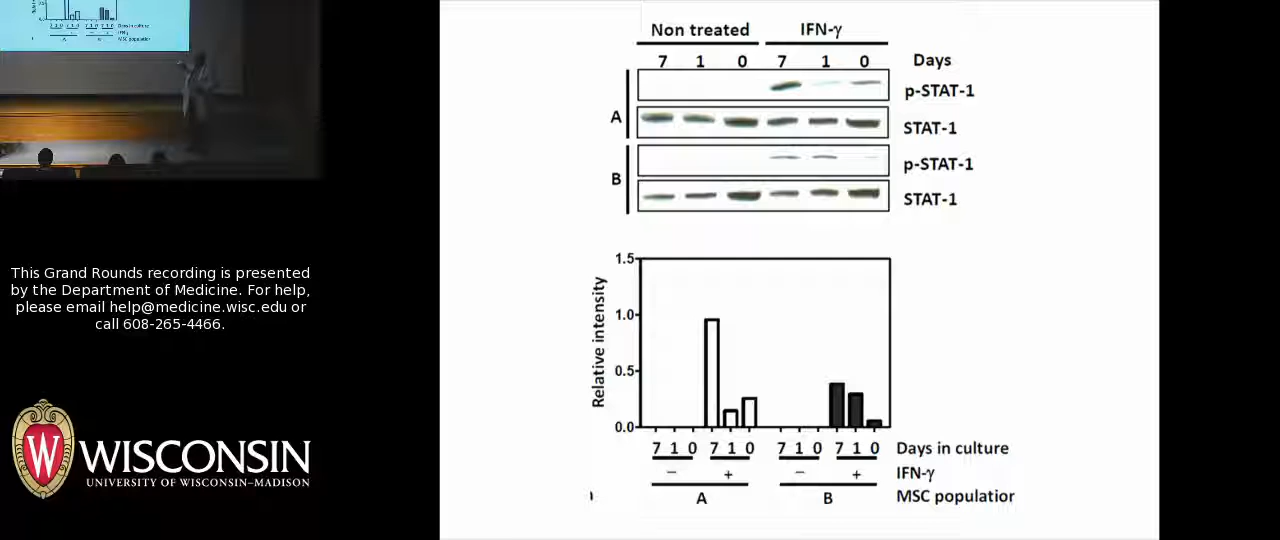 This Grand Rounds recording is presented
by the Department of Medicine. For help,
please email help@medicine.wisc.edu or
call 608-265-4466.
W WISCONSIN
UNIVERSITY OF WISCONSIN–MADISON
Non treated IFN-γ
7 1 0 7 1 0 Days
p-STAT-1
A
STAT-1
p-STAT-1
B
STAT-1
Relative intensity
1.5
1.0
0.5
0.0
7 1 0 7 1 0 7 1 0 7 1 0 Days in culture
– + – + IFN-γ
A B MSC population